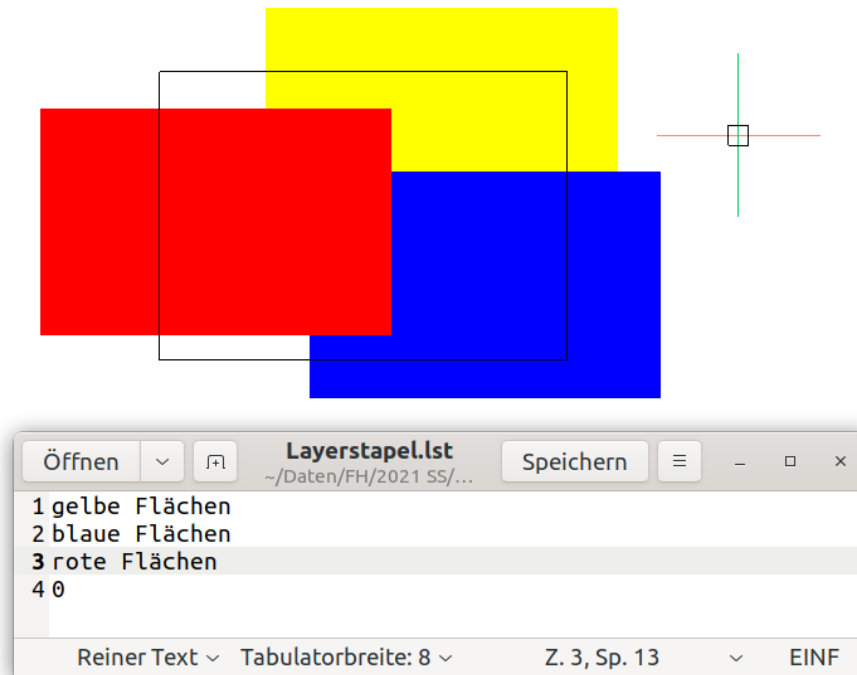 Öffnen
Layerstapel.lst
~/Daten/FH/2021 SS/...
Speichern
1 gelbe Flächen
2 blaue Flächen
3 rote Flächen
4 0
Reiner Text Tabulatorbreite: 8 Z. 3, Sp. 13 EINF